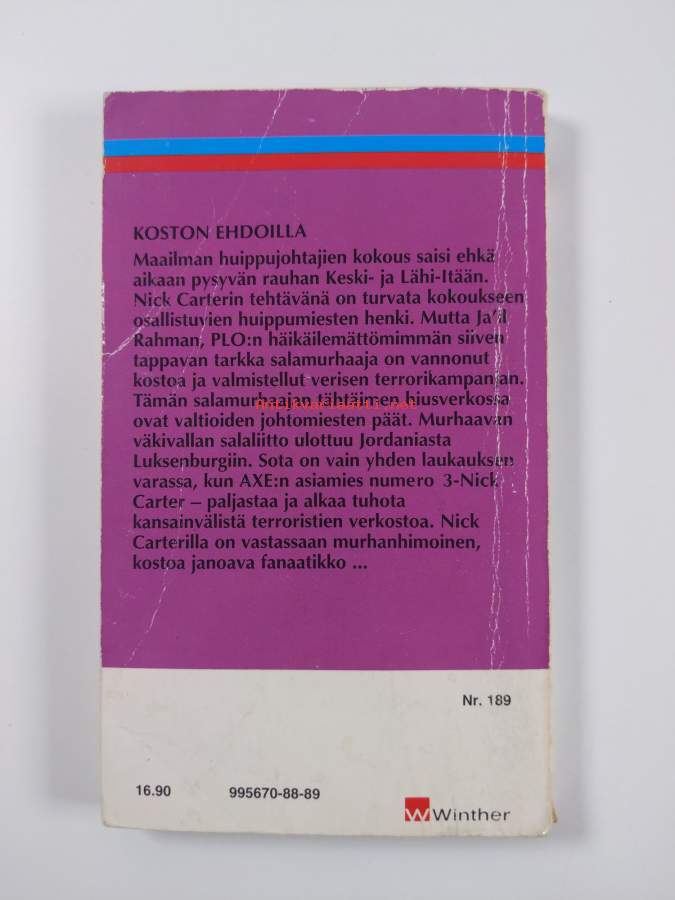 KOSTON EHDOILLA
Maailman huippujohtajien kokous saisi ehkä
aikaan pysyvän rauhan Keski- ja Lähi-Itään.
Nick Carterin tehtävänä on turvata kokoukseen
osallistuvien huippumiesten henki. Mutta Ja'il
Rahman, PLO:n häikäilemättömimmän siiven
tappavan tarkka salamurhaaja on vannonut
kostoa ja valmistellut verisen terrorikampanjan.
Tämän salamurhaajan tähtäimen hiusverkossa
Antikvariaatti.net
ovat valtioiden johtomiesten päät. Murhaavan
väkivallan salaliitto ulottuu Jordaniasta
Luksenburgiin. Sota on vain yhden laukauksen
varassa, kun AXE:n asiamies numero 3-Nick
Carter – paljastaa ja alkaa tuhota
kansainvälistä terroristien verkostoa. Nick
Carterilla on vastassaan murhanhimoinen,
kostoa janoava fanaatikko ...
Nr. 189
16.90 995670-88-89
Winther